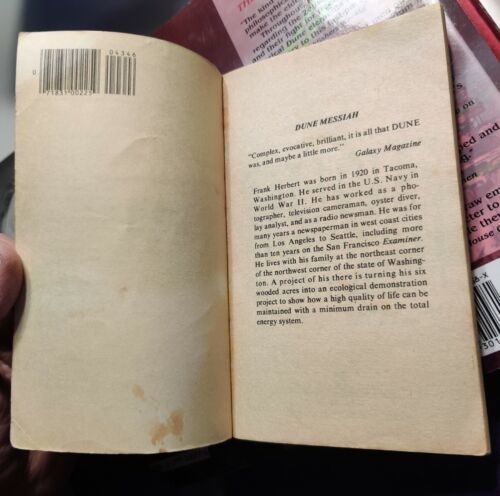 04346
0
71831 00225
DUNE MESSIAH
"Complex, evocative, brilliant, it is all that DUNE
was, and maybe a little more."
Galaxy Magazine
Frank Herbert was born in 1920 in Tacoma,
Washington. He served in the U.S. Navy in
World War II. He has worked as a pho-
tographer, television cameraman, oyster diver,
lay analyst, and as a radio newsman. He was for
many years a newspaperman in west coast cities
from Los Angeles to Seattle, including more
than ten years on the San Francisco Examiner.
He lives with his family at the northeast corner
of the northwest corner of the state of Washing-
ton. A project of his there is turning his six
wooded acres into an ecological demonstration
project to show how a high quality of life can be
maintained with a minimum drain on the total
energy system.